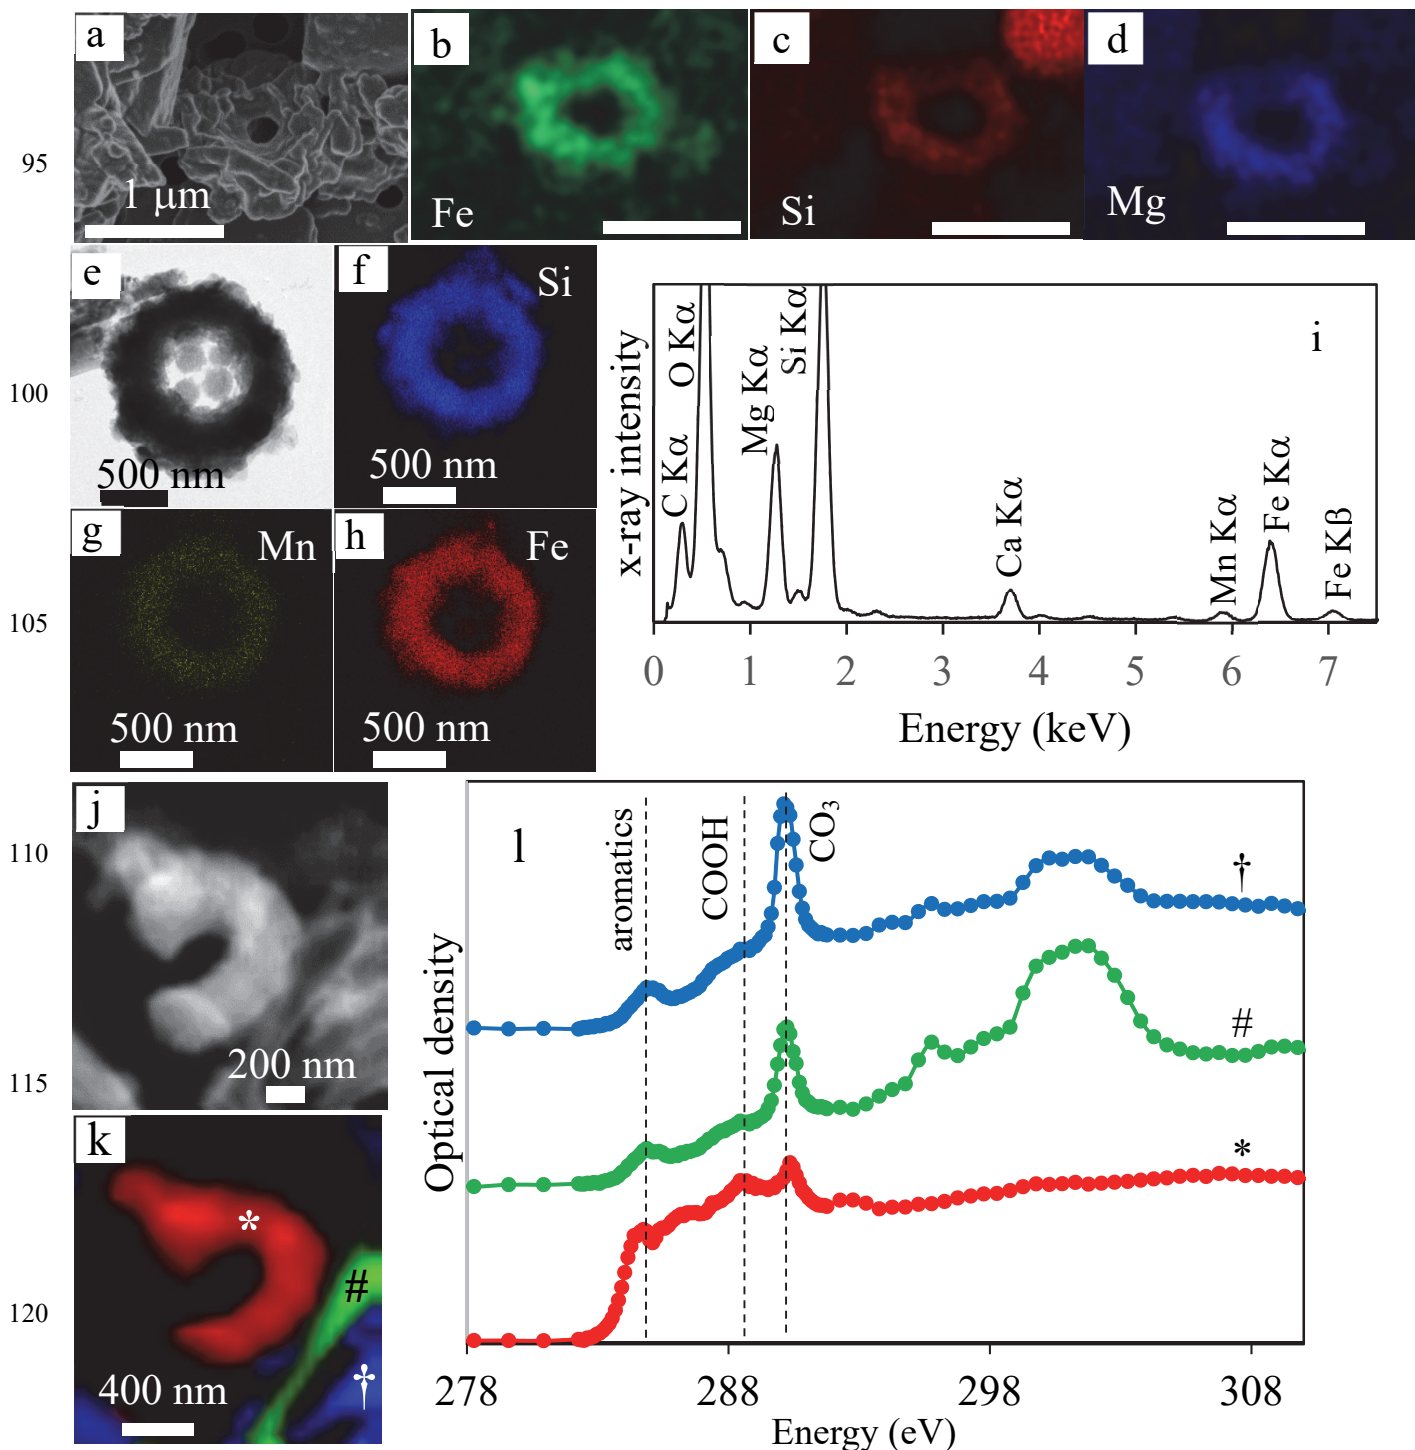 a
1 μm
b
Fe
c
Si
d
Mg
95
e
500 nm
f
Si
500 nm
100
g
Mn
500 nm
h
Fe
500 nm
105
i
x-ray intensity
C Kα
O Kα
Mg Kα
Si Kα
Ca Kα
Mn Kα
Fe Kα
Fe Kß
0 1 2 3 4 5 6 7
Energy (keV)
j
200 nm
110
115
k
*
#
†
400 nm
120
l
Optical density
aromatics
COOH
CO₃
†
#
*
278 288 298 308
Energy (eV)